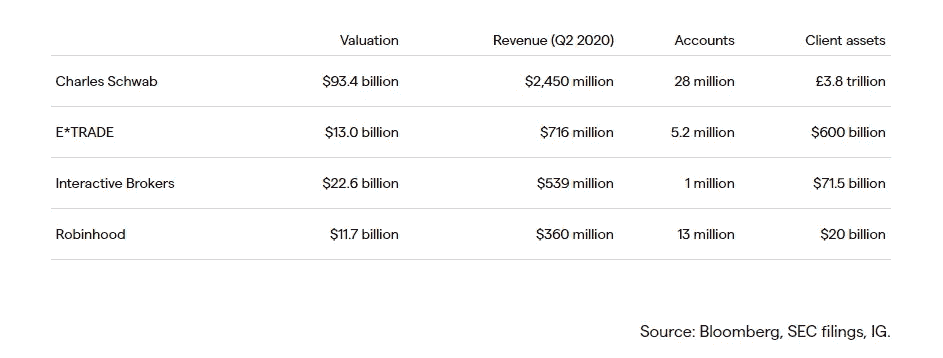 Valuation Revenue (Q2 2020) Accounts Client assets
Charles Schwab $93.4 billion $2,450 million 28 million £3.8 trillion
E*TRADE $13.0 billion $716 million 5.2 million $600 billion
Interactive Brokers $22.6 billion $539 million 1 million $71.5 billion
Robinhood $11.7 billion $360 million 13 million $20 billion
Source: Bloomberg, SEC filings, IG.